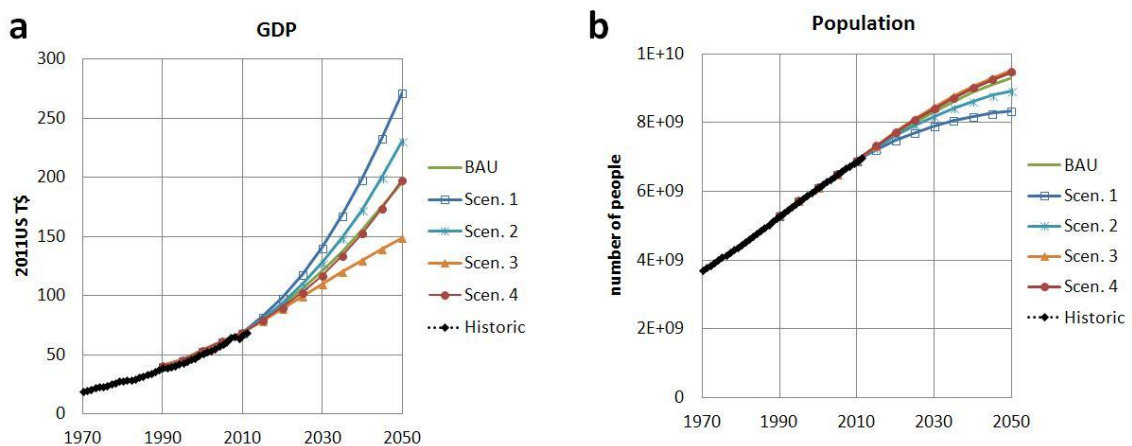 a
GDP
300
250
200
150
100
50
0
2011US T$
1970 1990 2010 2030 2050
BAU
Scen. 1
Scen. 2
Scen. 3
Scen. 4
Historic
b
Population
1E+10
8E+09
6E+09
4E+09
2E+09
0
number of people
1970 1990 2010 2030 2050
BAU
Scen. 1
Scen. 2
Scen. 3
Scen. 4
Historic